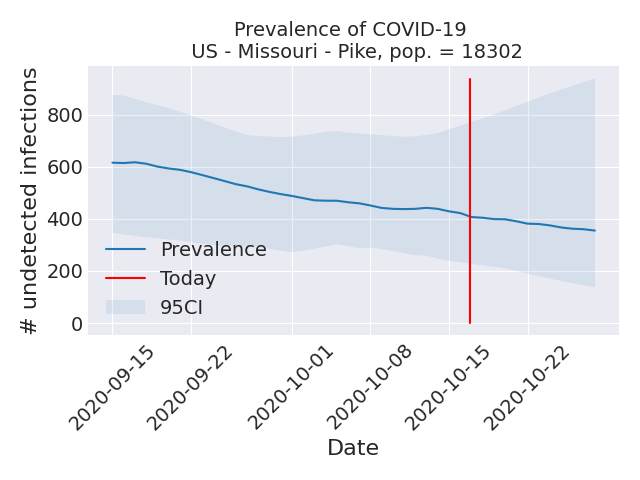 Prevalence of COVID-19
US - Missouri - Pike, pop. = 18302
# undetected infections
800
600
400
200
0
Prevalence
Today
95CI
2020-09-15
2020-09-22
2020-10-01
2020-10-08
2020-10-15
2020-10-22
Date